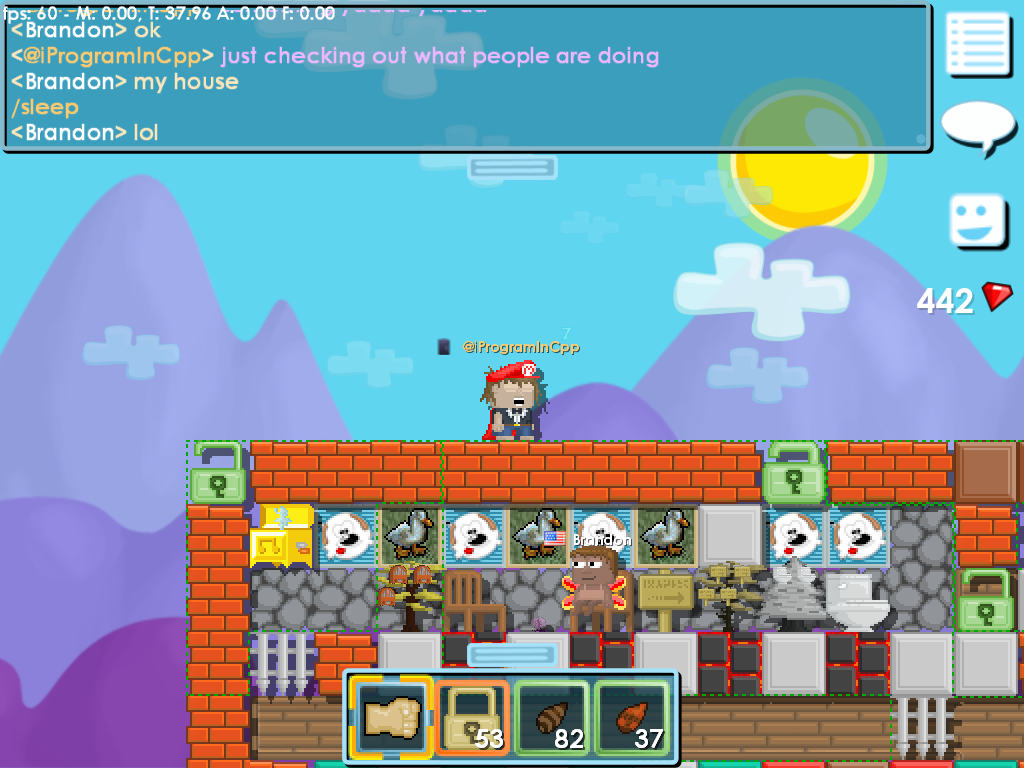 fps: 60 - M: 0.00, T: 37.96 A: 0.00 F: 0.00
<Brandon> ok
<@iProgramInCpp> just checking out what people are doing
<Brandon> my house
/sleep
<Brandon> lol
442
7
@iProgramInCpp
Brandon
53
82
37